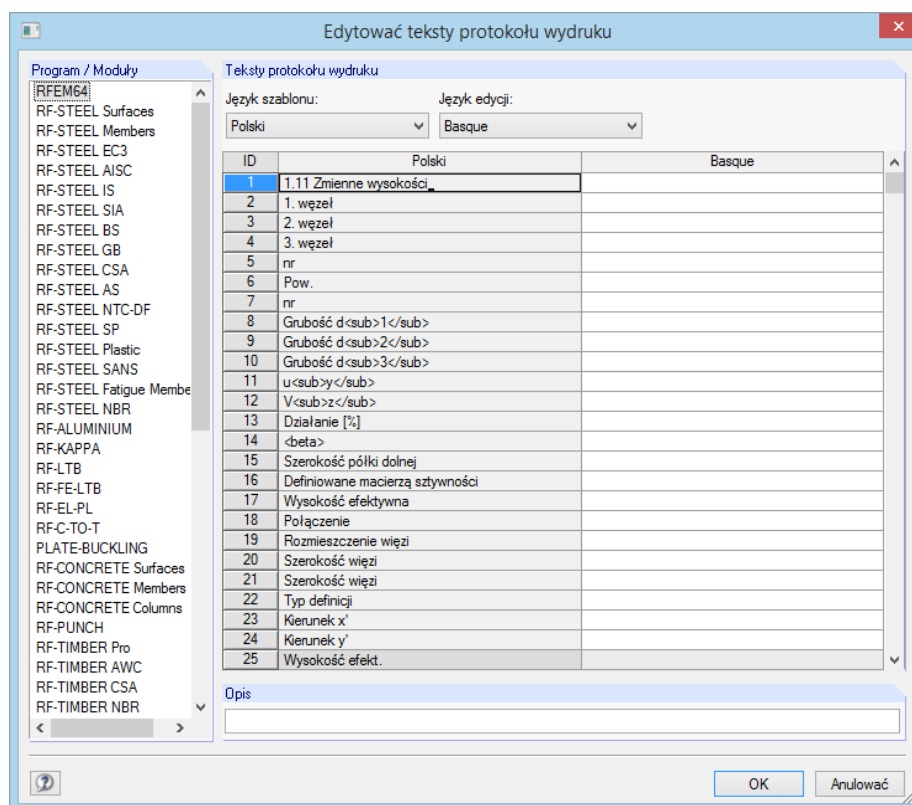 Edytować teksty protokołu wydruku
Program / Moduły
RFEM64
RF-STEEL Surfaces
RF-STEEL Members
RF-STEEL EC3
RF-STEEL AISC
RF-STEEL IS
RF-STEEL SIA
RF-STEEL BS
RF-STEEL GB
RF-STEEL CSA
RF-STEEL AS
RF-STEEL NTC-DF
RF-STEEL SP
RF-STEEL Plastic
RF-STEEL SANS
RF-STEEL Fatigue Membe
RF-STEEL NBR
RF-ALUMINIUM
RF-KAPPA
RF-LTB
RF-FE-LTB
RF-EL-PL
RF-C-TO-T
PLATE-BUCKLING
RF-CONCRETE Surfaces
RF-CONCRETE Members
RF-CONCRETE Columns
RF-PUNCH
RF-TIMBER Pro
RF-TIMBER AWC
RF-TIMBER CSA
RF-TIMBER NBR
Teksty protokołu wydruku
Język szablonu: Język edycji:
Polski Basque
ID Polski Basque
1 1.11 Zmienne wysokości_
2 1. węzeł
3 2. węzeł
4 3. węzeł
5 nr
6 Pow.
7 nr
8 Grubość d<sub>1</sub>
9 Grubość d<sub>2</sub>
10 Grubość d<sub>3</sub>
11 u<sub>y</sub>
12 V<sub>z</sub>
13 Działanie [%]
14 <beta>
15 Szerokość półki dolnej
16 Definiowane macierzą sztywności
17 Wysokość efektywna
18 Połączenie
19 Rozmieszczenie więzi
20 Szerokość więzi
21 Szerokość więzi
22 Typ definicji
23 Kierunek x'
24 Kierunek y'
25 Wysokość efekt.
Opis
OK Anulować